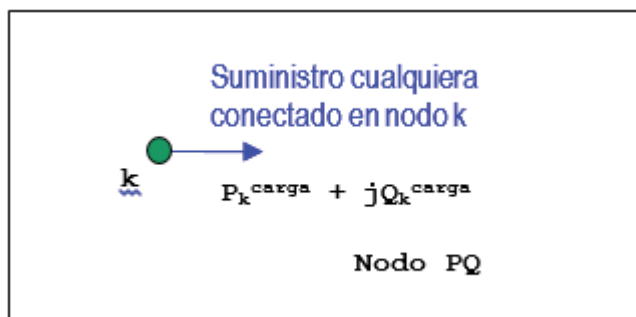 Suministro cualquiera
conectado en nodo k
k
Pₖᶜᵃʳᵍᵃ + jQₖᶜᵃʳᵍᵃ
Nodo PQ